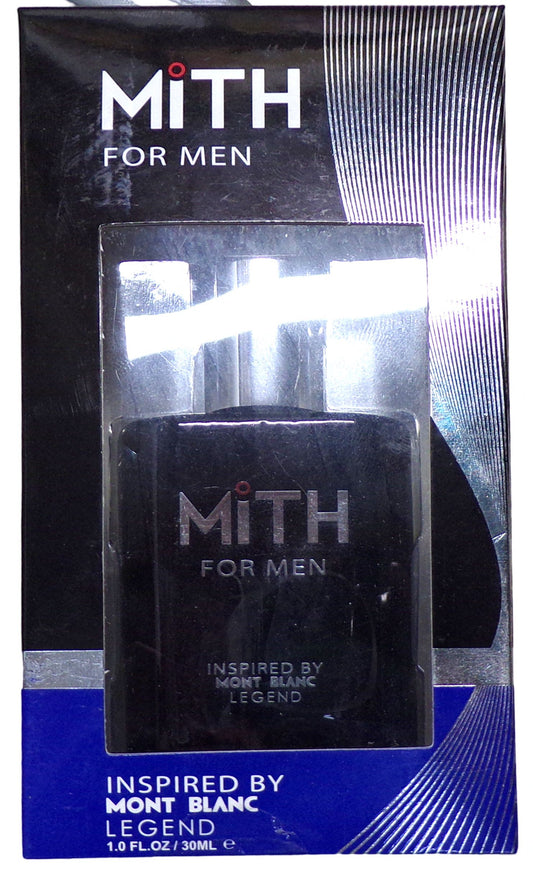 MiTH
FOR MEN
MiTH
FOR MEN
INSPIRED BY
MONT BLANC
LEGEND
INSPIRED BY
MONT BLANC
LEGEND
1.0 FL.OZ/30ML e